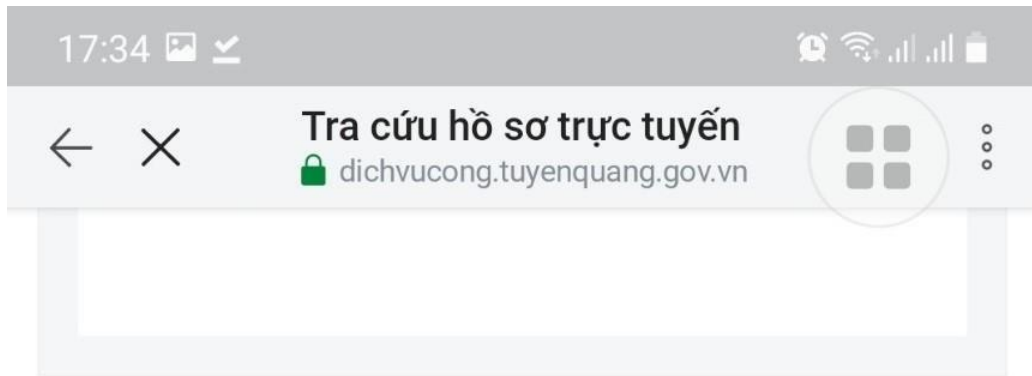 17:34
Tra cứu hồ sơ trực tuyến
dichvucong.tuyenquang.gov.vn